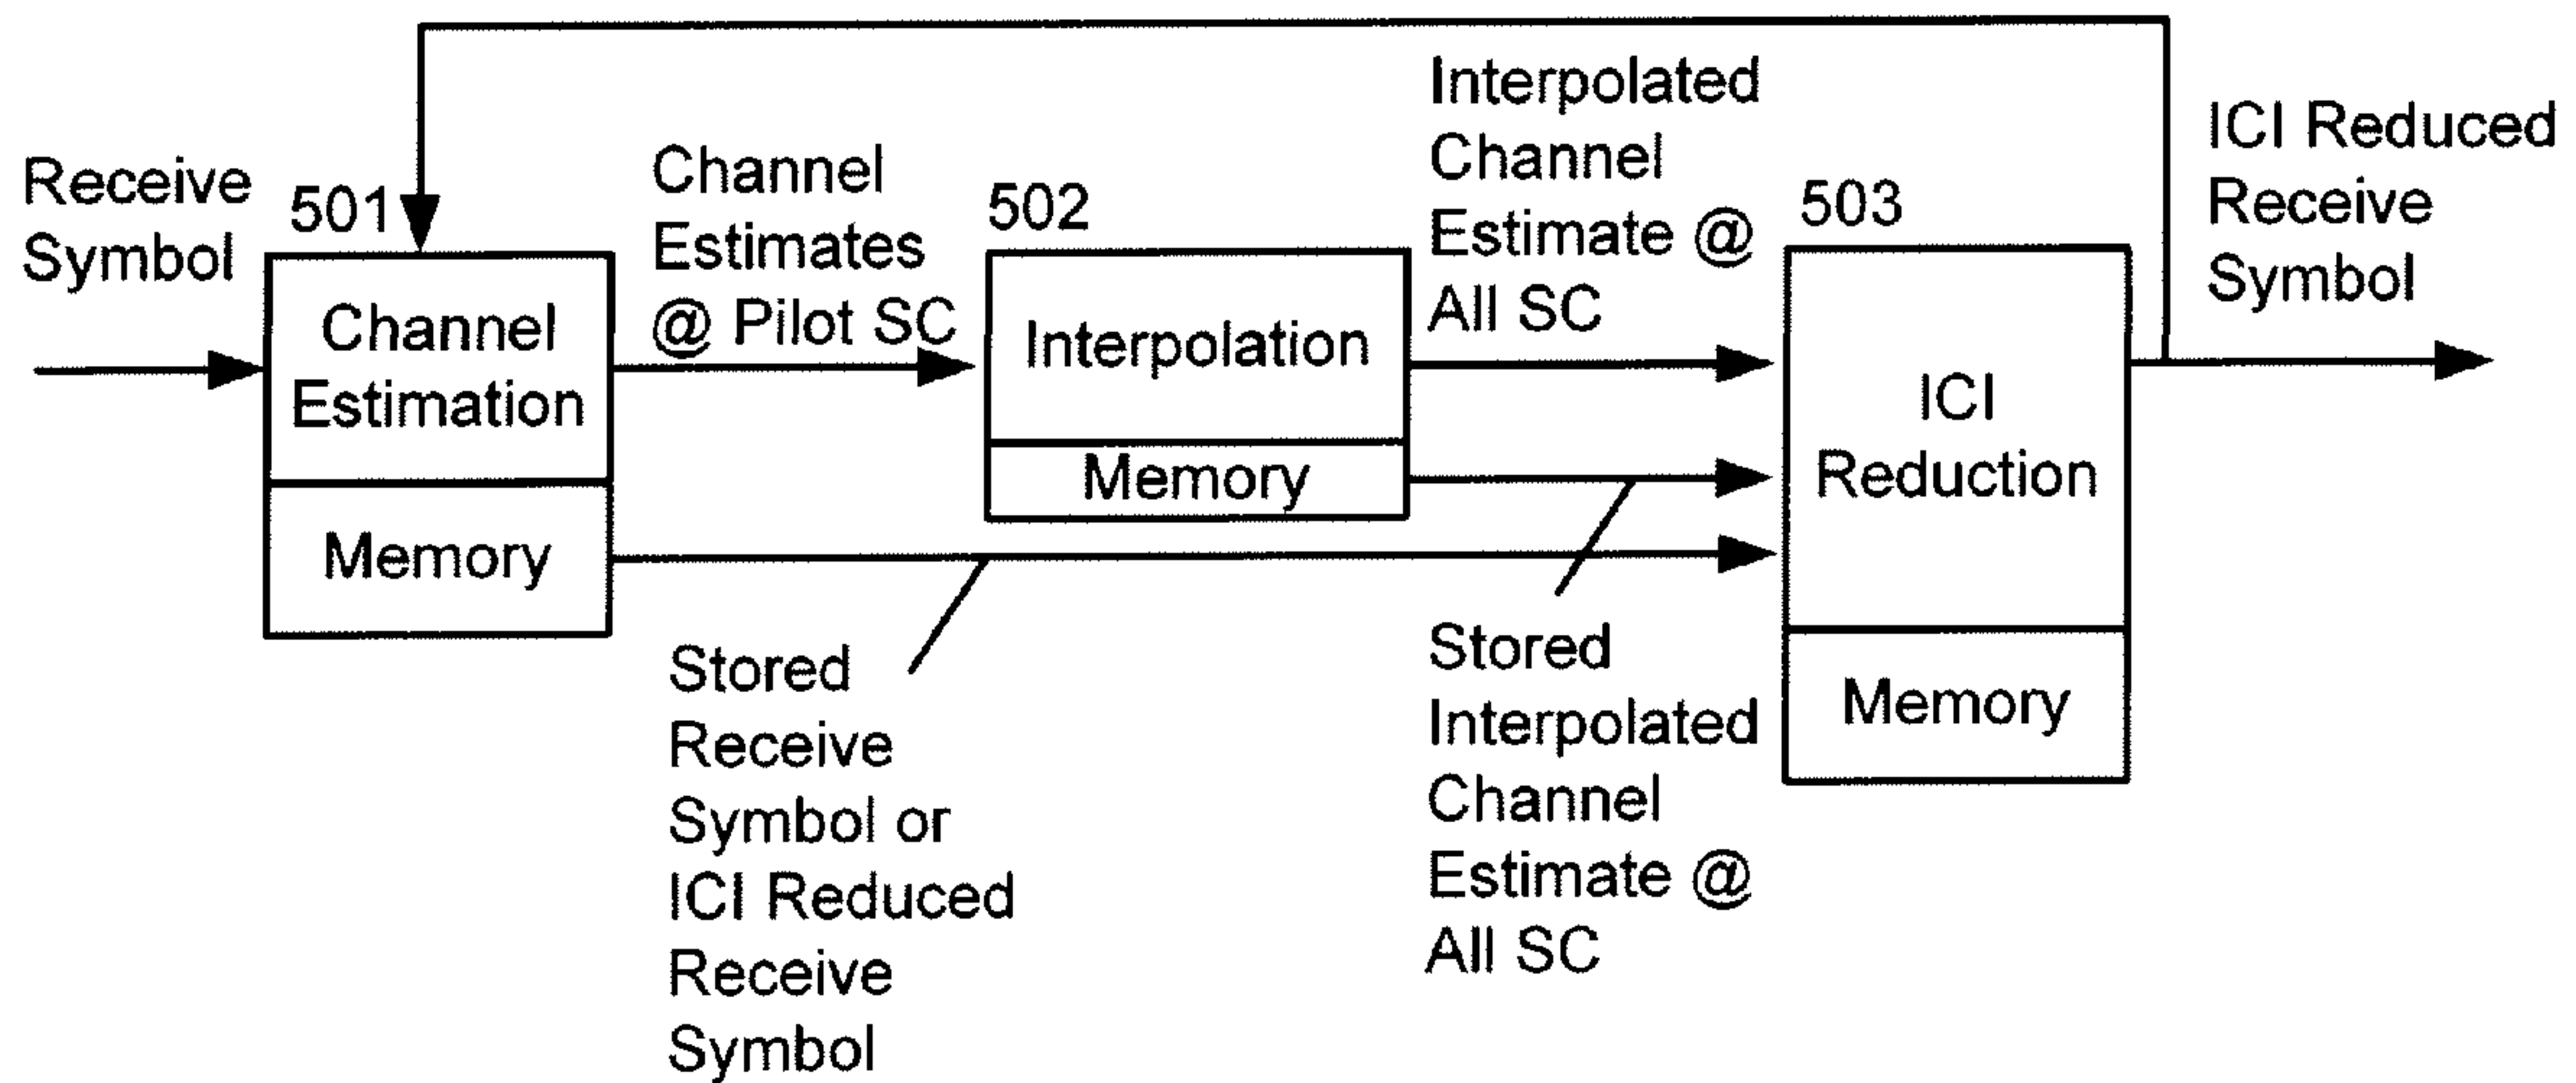 Receive
Symbol
501
Channel
Estimation
Memory
Channel
Estimates
@ Pilot SC
502
Interpolation
Memory
Interpolated
Channel
Estimate @
All SC
503
ICI
Reduction
Memory
ICI Reduced
Receive
Symbol
Stored
Receive
Symbol or
ICI Reduced
Receive
Symbol
Stored
Interpolated
Channel
Estimate @
All SC